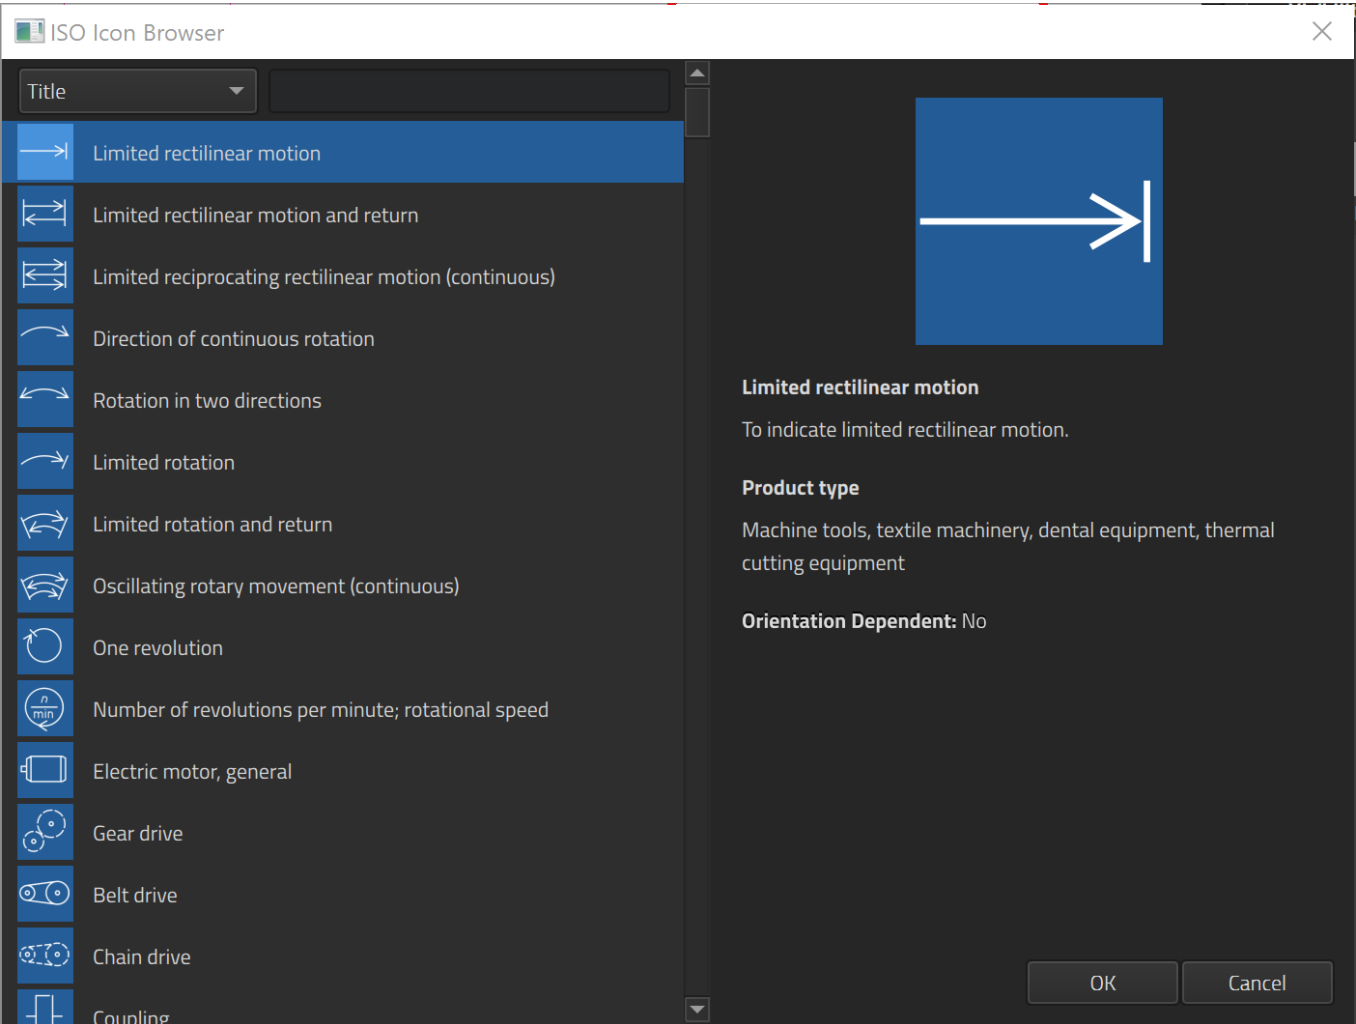 ISO Icon Browser
Title
Limited rectilinear motion
Limited rectilinear motion and return
Limited reciprocating rectilinear motion (continuous)
Direction of continuous rotation
Rotation in two directions
Limited rotation
Limited rotation and return
Oscillating rotary movement (continuous)
One revolution
n
min
Number of revolutions per minute; rotational speed
Electric motor, general
Gear drive
Belt drive
Chain drive
Coupling
Limited rectilinear motion
To indicate limited rectilinear motion.
Product type
Machine tools, textile machinery, dental equipment, thermal
cutting equipment
Orientation Dependent: No
OK
Cancel